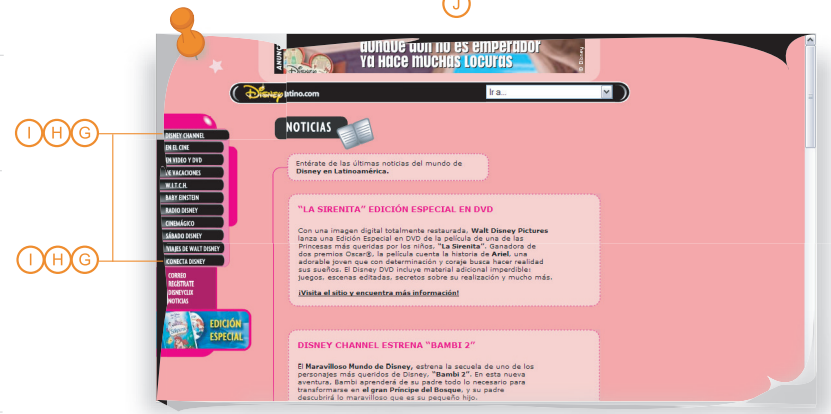 J
aunque aún no es emperador
ANUNC
ya hace muchas locuras
Disney
© Disney
Disney latino.com
Ir a...
NOTICIAS
I H G
DISNEY CHANNEL
EN EL CINE
EN VIDEO Y DVD
DE VACACIONES
W.I.T.C.H.
BABY EINSTEIN
RADIO DISNEY
CINEMÁGICO
SÁBADO DISNEY
VIAJES DE WALT DISNEY
I H G
CONECTA DISNEY
CORREO
REGÍSTRATE
DISNEYCLIX
NOTICIAS
EDICIÓN
ESPECIAL
Entérate de las últimas noticias del mundo de
Disney en Latinoamérica.
"LA SIRENITA" EDICIÓN ESPECIAL EN DVD
Con una imagen digital totalmente restaurada, Walt Disney Pictures
lanza una Edición Especial en DVD de la película de una de las
Princesas más queridas por los niños, "La Sirenita". Ganadora de
dos premios Oscar®, la película cuenta la historia de Ariel, una
adorable joven que con determinación y coraje busca hacer realidad
sus sueños. El Disney DVD incluye material adicional imperdible:
juegos, escenas editadas, secretos sobre su realización y mucho más.
¡Visita el sitio y encuentra más información!
DISNEY CHANNEL ESTRENA "BAMBI 2"
El Maravilloso Mundo de Disney, estrena la secuela de uno de los
personajes más queridos de Disney, "Bambi 2". En esta nueva
aventura, Bambi aprenderá de su padre todo lo necesario para
transformarse en el gran Príncipe del Bosque, y su padre
descubrirá lo maravilloso que es su pequeño hijo.